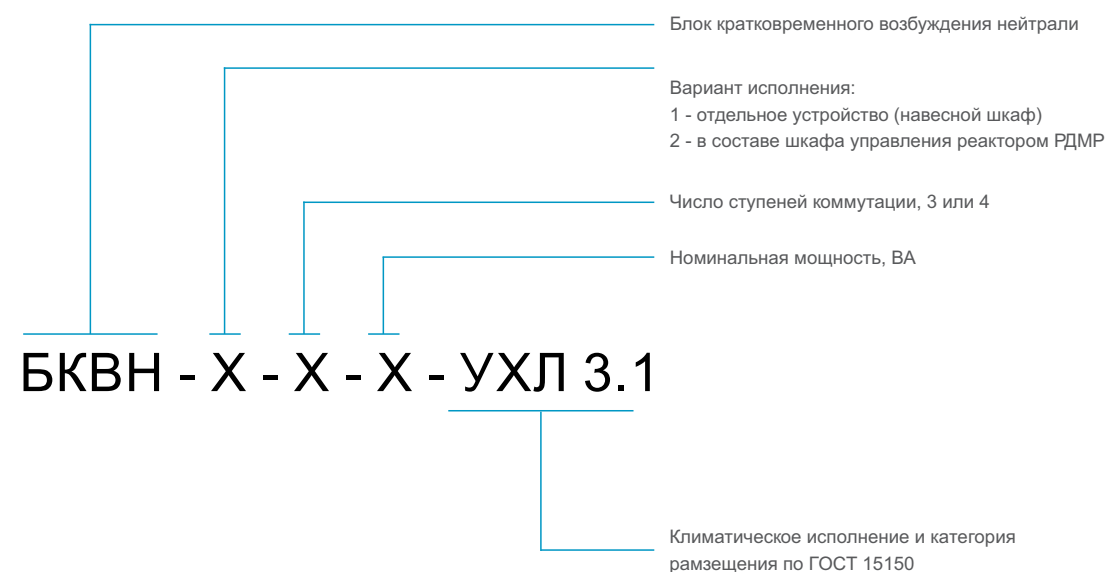 Блок кратковременного возбуждения нейтрали
Вариант исполнения:
1 - отдельное устройство (навесной шкаф)
2 - в составе шкафа управления реактором РДМР
Число ступеней коммутации, 3 или 4
Номинальная мощность, ВА
БКВН - Х - Х - Х - УХЛ 3.1
Климатическое исполнение и категория
рамзещения по ГОСТ 15150